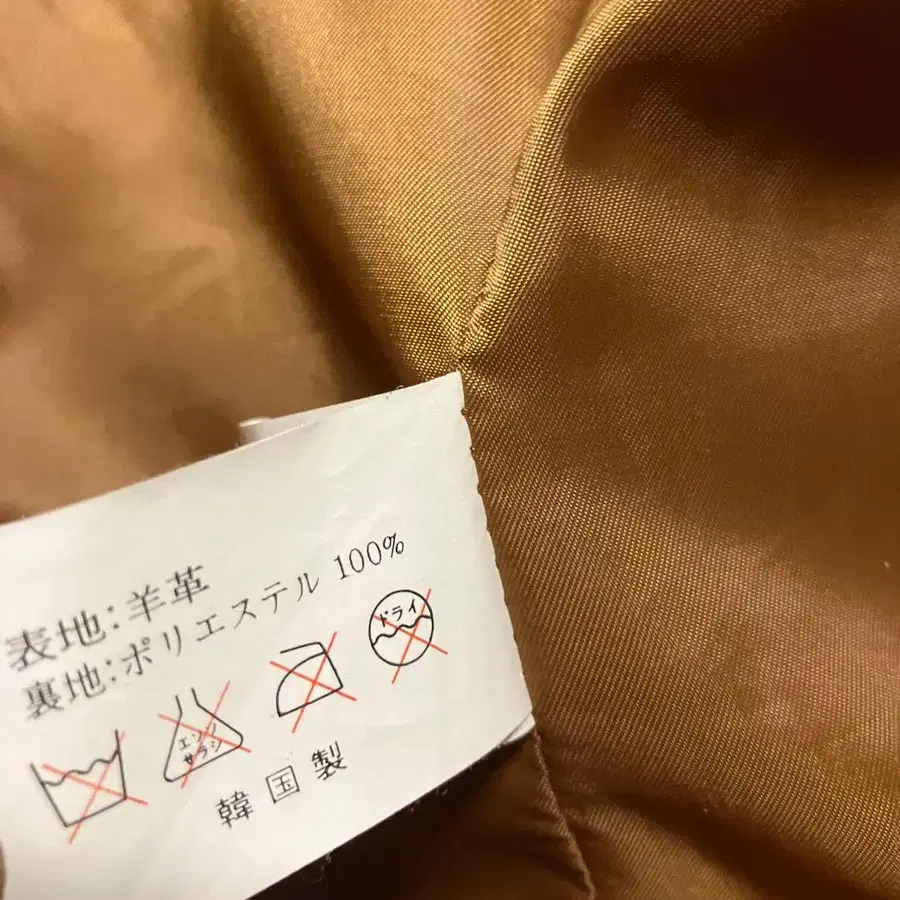 表地:羊革
裏地:ポリエステル 100%
エンソ
サラシ
ドライ
韓国製